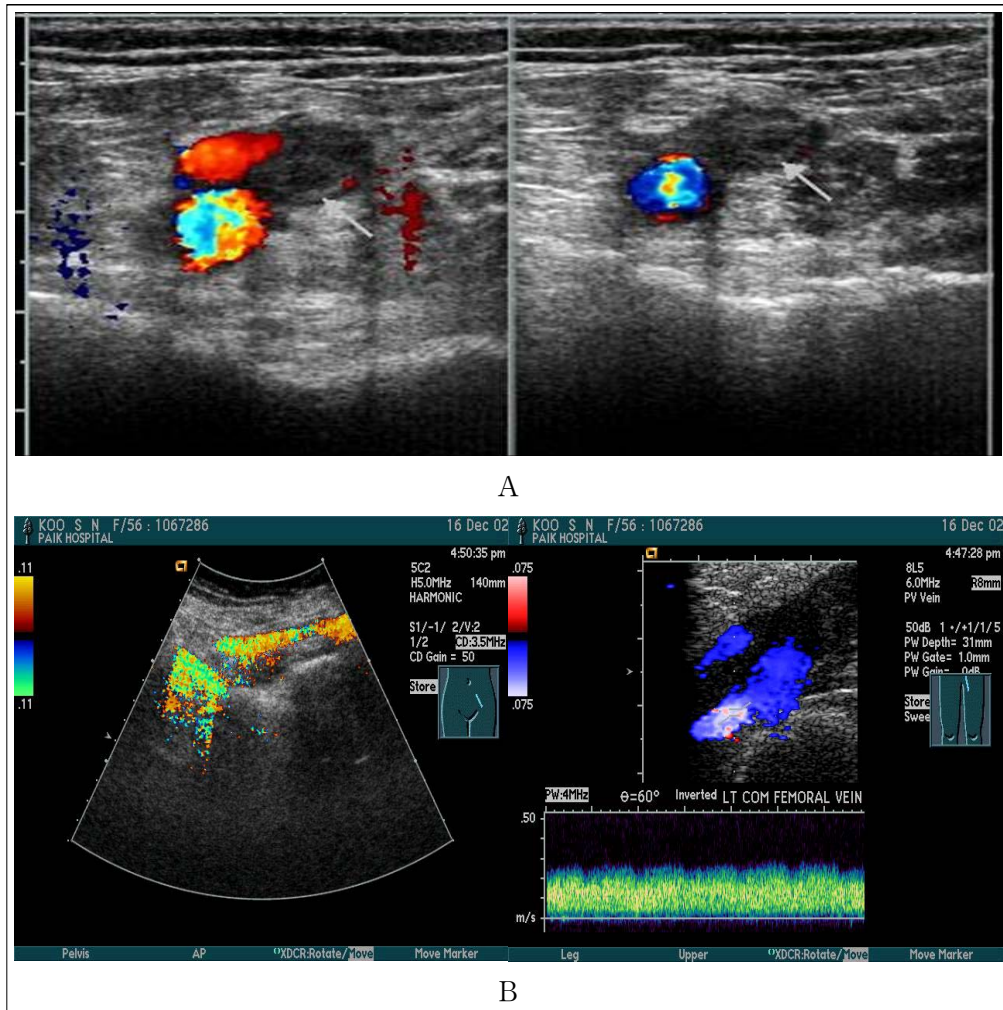 A
KOO S N F/56 : 1067286
16 Dec 02
PAIK HOSPITAL
4:50:35 pm
.11
5C2
H5.0MHz 140mm
HARMONIC
S1/-1/ 2/V:2
1/2 CD:3.5MHz
CD Gain = 50
Store
.11
Pelvis
AP
XDCR:Rotate/Move
Move Marker
KOO S N F/56 : 1067286
16 Dec 02
PAIK HOSPITAL
4:47:28 pm
.075
8L5
6.0MHz R8mm
PV Vein
50dB 1 +/+1/1/5
PW Depth= 31mm
PW Gate= 1.0mm
PW Gain= 0dB
Store
Swee
.075
PW:4MHz
θ=60°
Inverted
LT COM FEMORAL VEIN
.50
m/s
Leg
Upper
XDCR:Rotate/Move
Move Marker
B